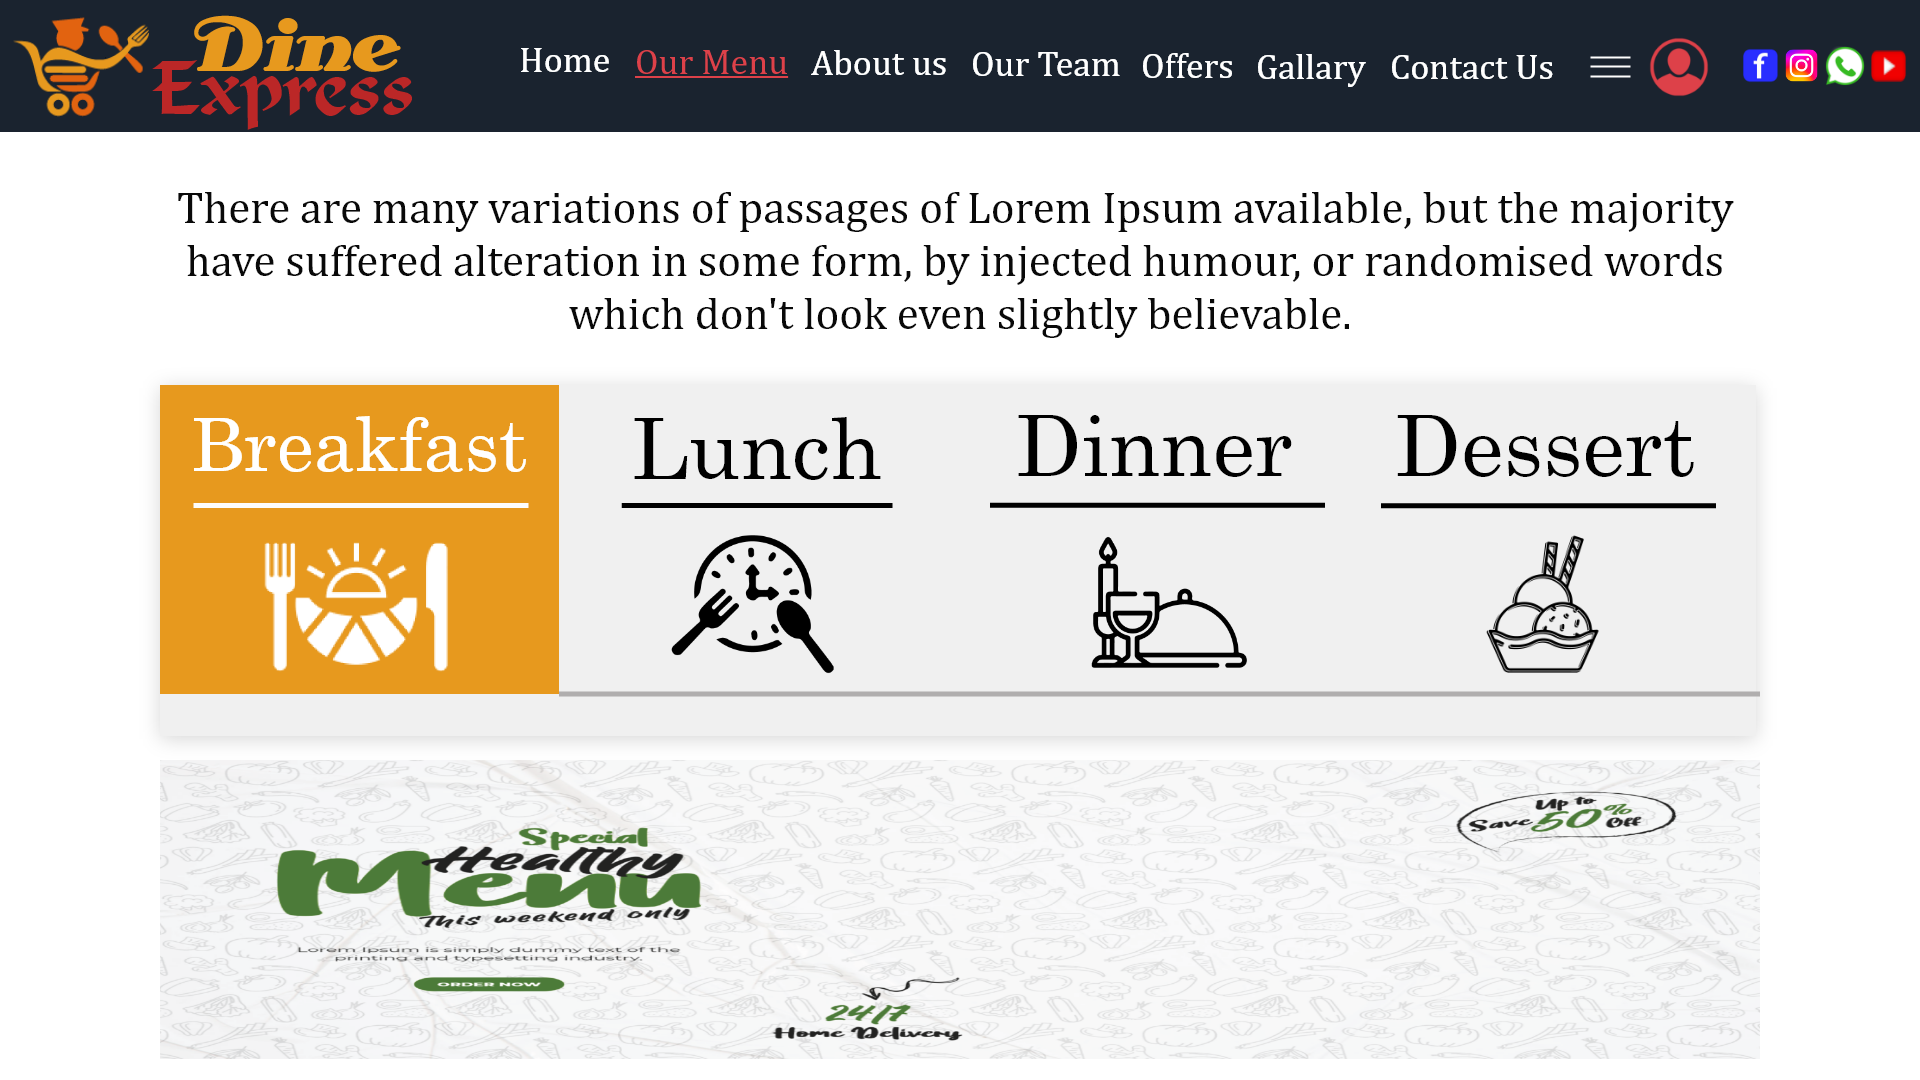 Dine
Express
Home Our Menu About us Our Team Offers Gallary Contact Us
There are many variations of passages of Lorem Ipsum available, but the majority
have suffered alteration in some form, by injected humour, or randomised words
which don't look even slightly believable.
Breakfast Lunch Dinner Dessert
Special
Healthy
Menu
This weekend only
Lorem Ipsum is simply dummy text of the
printing and typesetting industry.
ORDER NOW
Up to
Save 50% Off
24/7
Home Delivery